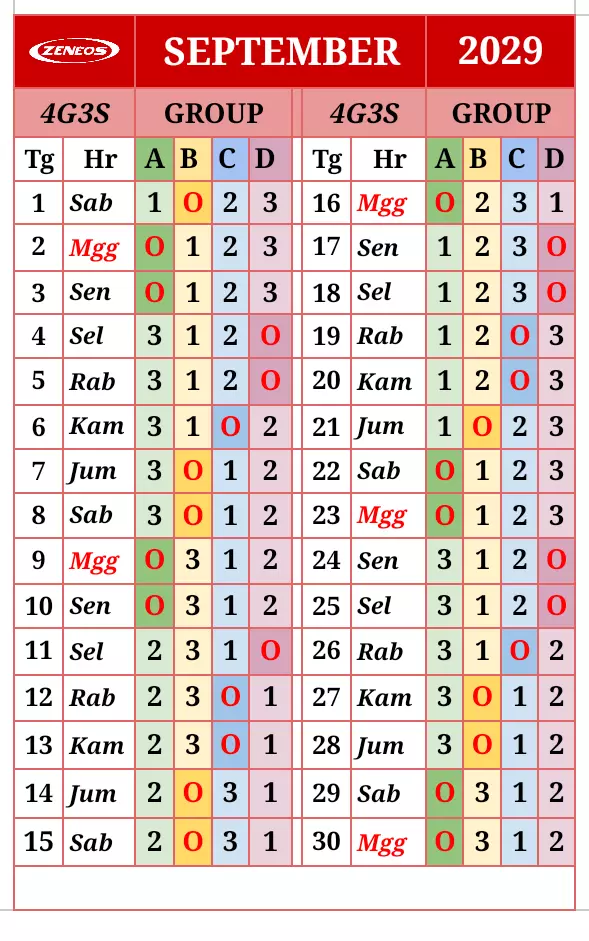 ZENEOS SEPTEMBER 2029
4G3S GROUP 4G3S GROUP
Tg Hr A B C D Tg Hr A B C D
1 Sab 1 O 2 3 16 Mgg O 2 3 1
2 Mgg O 1 2 3 17 Sen 1 2 3 O
3 Sen O 1 2 3 18 Sel 1 2 3 O
4 Sel 3 1 2 O 19 Rab 1 2 O 3
5 Rab 3 1 2 O 20 Kam 1 2 O 3
6 Kam 3 1 O 2 21 Jum 1 O 2 3
7 Jum 3 O 1 2 22 Sab O 1 2 3
8 Sab 3 O 1 2 23 Mgg O 1 2 3
9 Mgg O 3 1 2 24 Sen 3 1 2 O
10 Sen O 3 1 2 25 Sel 3 1 2 O
11 Sel 2 3 1 O 26 Rab 3 1 O 2
12 Rab 2 3 O 1 27 Kam 3 O 1 2
13 Kam 2 3 O 1 28 Jum 3 O 1 2
14 Jum 2 O 3 1 29 Sab O 3 1 2
15 Sab 2 O 3 1 30 Mgg O 3 1 2